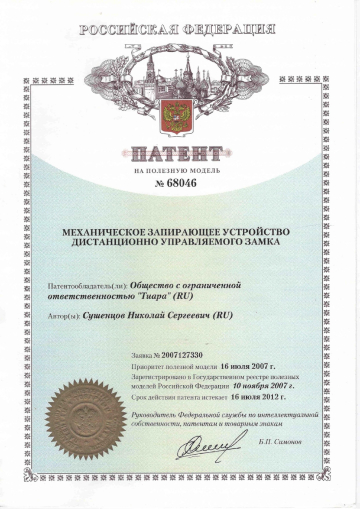 РОССИЙСКАЯ ФЕДЕРАЦИЯ
ПАТЕНТ
НА ПОЛЕЗНУЮ МОДЕЛЬ
№ 68046
МЕХАНИЧЕСКОЕ ЗАПИРАЮЩЕЕ УСТРОЙСТВО
ДИСТАНЦИОННО УПРАВЛЯЕМОГО ЗАМКА
Патентообладатель(ли): Общество с ограниченной
ответственностью "Тиара" (RU)
Автор(ы): Сушенцов Николай Сергеевич (RU)
Заявка № 2007127330
Приоритет полезной модели 16 июля 2007 г.
Зарегистрировано в Государственном реестре полезных
моделей Российской Федерации 10 ноября 2007 г.
Срок действия патента истекает 16 июля 2012 г.
Руководитель Федеральной службы по интеллектуальной
собственности, патентам и товарным знакам
Б.П. Симонов